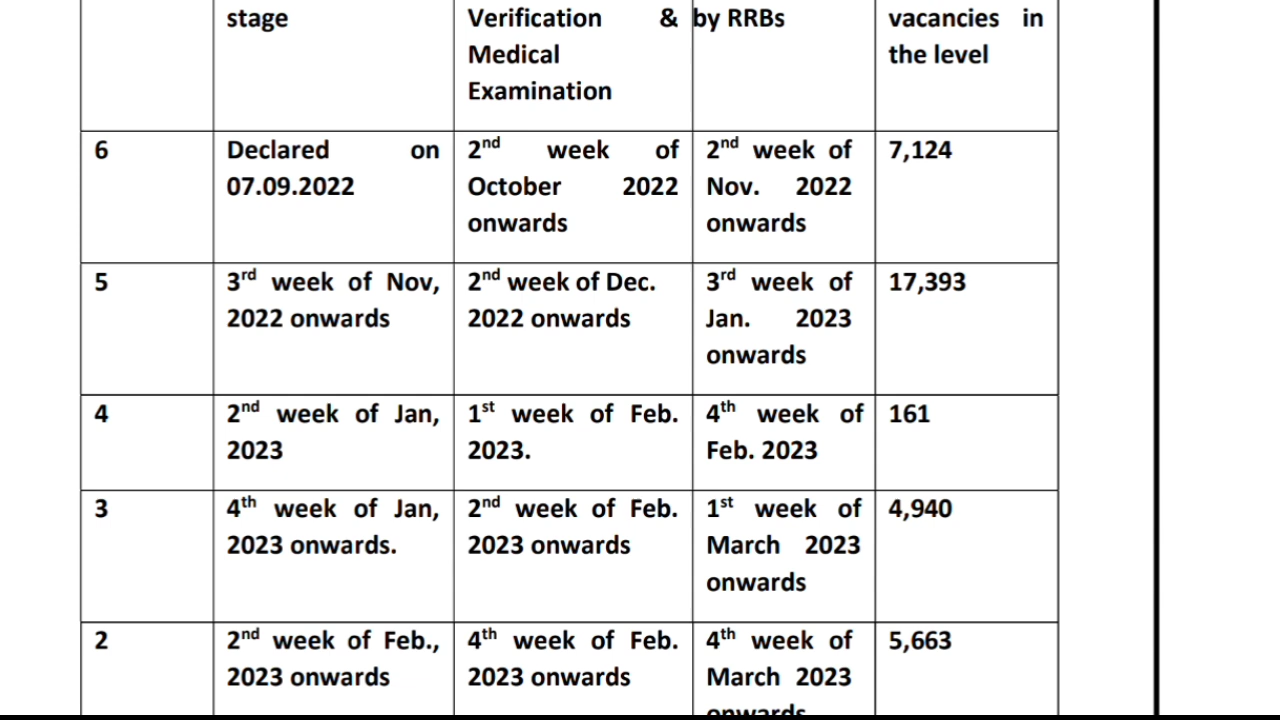 stage
Verification & Medical Examination
by RRBs
vacancies in the level
6
Declared on 07.09.2022
2nd week of October 2022 onwards
2nd week of Nov. 2022 onwards
7,124
5
3rd week of Nov, 2022 onwards
2nd week of Dec. 2022 onwards
3rd week of Jan. 2023 onwards
17,393
4
2nd week of Jan, 2023
1st week of Feb. 2023.
4th week of Feb. 2023
161
3
4th week of Jan, 2023 onwards.
2nd week of Feb. 2023 onwards
1st week of March 2023 onwards
4,940
2
2nd week of Feb., 2023 onwards
4th week of Feb. 2023 onwards
4th week of March 2023 onwards
5,663